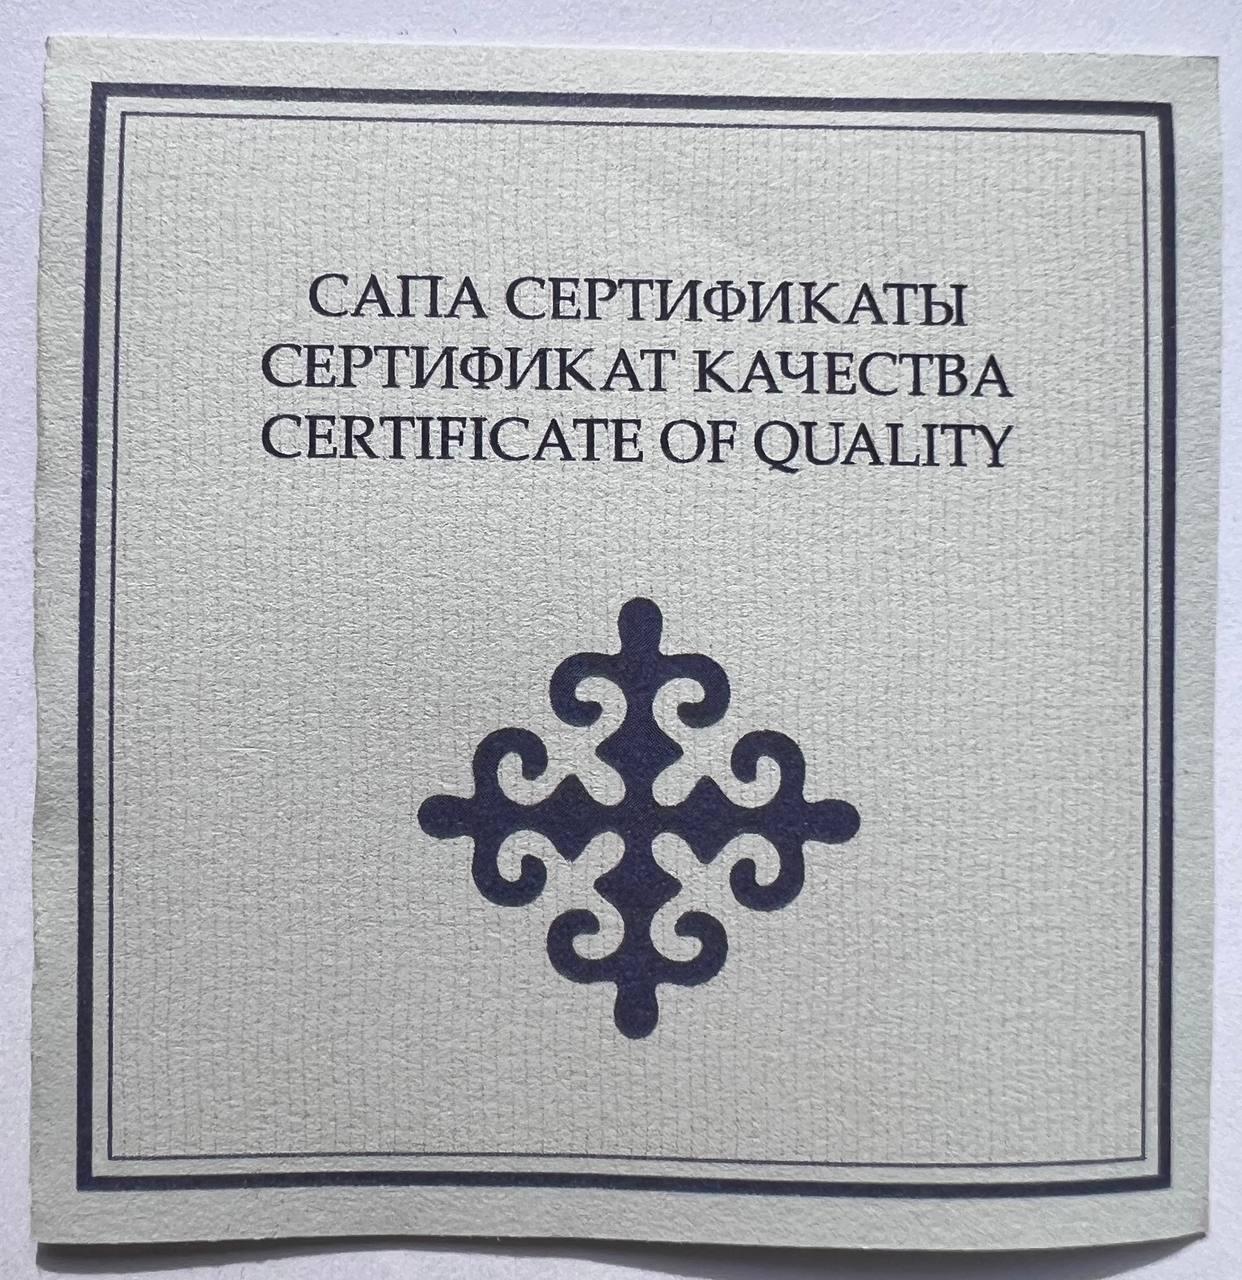 САПА СЕРТИФИКАТЫ
СЕРТИФИКАТ КАЧЕСТВА
CERTIFICATE OF QUALITY